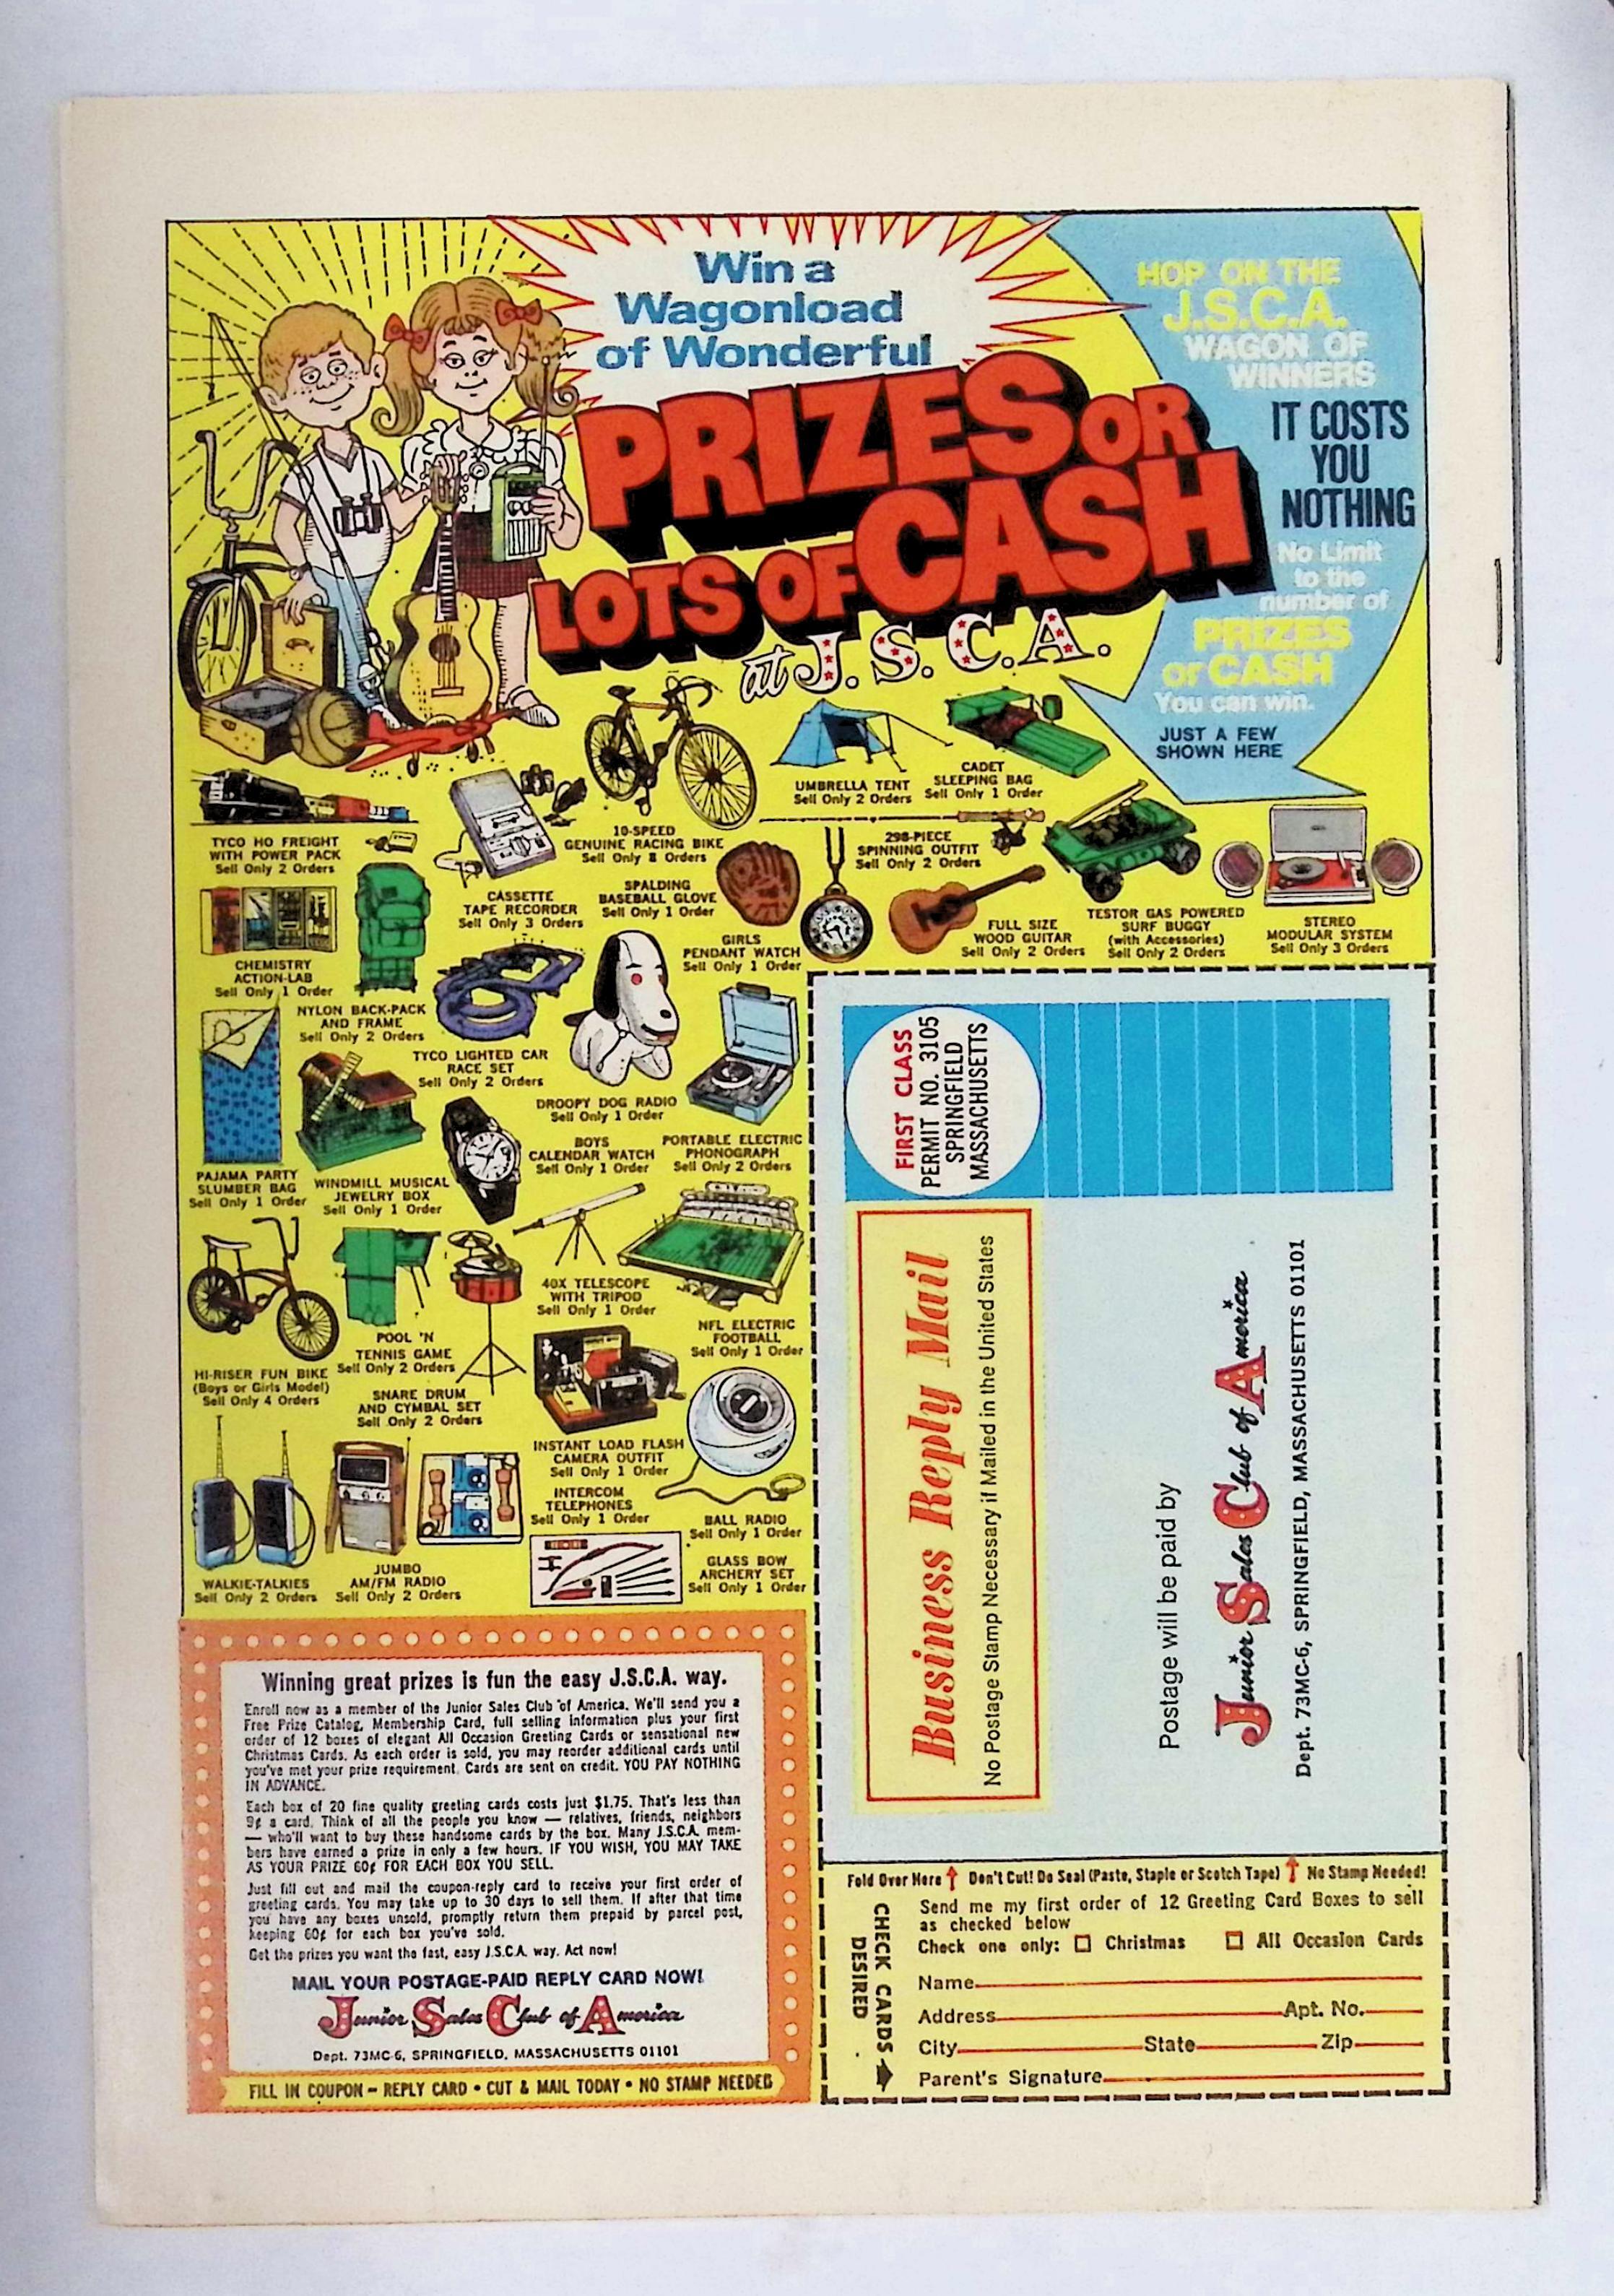 Win a
Wagonload
of Wonderful
PRIZES OR
LOTS OF CASH
at J.S.C.A.
HOP ON THE
J.S.C.A.
WAGON OF
WINNERS
IT COSTS
YOU
NOTHING
No Limit
to the
number of
PRIZES
or CASH
You can win.
JUST A FEW
SHOWN HERE
UMBRELLA TENT
Sell Only 2 Orders
CADET
SLEEPING BAG
Sell Only 1 Order
TYCO HO FREIGHT
WITH POWER PACK
Sell Only 2 Orders
10-SPEED
GENUINE RACING BIKE
Sell Only 8 Orders
298-PIECE
SPINNING OUTFIT
Sell Only 2 Orders
CASSETTE
TAPE RECORDER
Sell Only 3 Orders
SPALDING
BASEBALL GLOVE
Sell Only 1 Order
GIRLS
PENDANT WATCH
Sell Only 1 Order
FULL SIZE
WOOD GUITAR
Sell Only 2 Orders
TESTOR GAS POWERED
SURF BUGGY
(with Accessories)
Sell Only 2 Orders
STEREO
MODULAR SYSTEM
Sell Only 3 Orders
CHEMISTRY
ACTION-LAB
Sell Only 1 Order
NYLON BACK-PACK
AND FRAME
Sell Only 2 Orders
TYCO LIGHTED CAR
RACE SET
Sell Only 2 Orders
DROOPY DOG RADIO
Sell Only 1 Order
BOYS
CALENDAR WATCH
Sell Only 1 Order
PORTABLE ELECTRIC
PHONOGRAPH
Sell Only 2 Orders
PAJAMA PARTY
SLUMBER BAG
Sell Only 1 Order
WINDMILL MUSICAL
JEWELRY BOX
Sell Only 1 Order
40X TELESCOPE
WITH TRIPOD
Sell Only 1 Order
NFL ELECTRIC
FOOTBALL
Sell Only 1 Order
POOL 'N
TENNIS GAME
Sell Only 2 Orders
HI-RISER FUN BIKE
(Boys or Girls Model)
Sell Only 4 Orders
SNARE DRUM
AND CYMBAL SET
Sell Only 2 Orders
INSTANT LOAD FLASH
CAMERA OUTFIT
Sell Only 1 Order
INTERCOM
TELEPHONES
Sell Only 1 Order
BALL RADIO
Sell Only 1 Order
GLASS BOW
ARCHERY SET
Sell Only 1 Order
WALKIE-TALKIES
Sell Only 2 Orders
JUMBO
AM/FM RADIO
Sell Only 2 Orders
Winning great prizes is fun the easy J.S.C.A. way.
Enroll now as a member of the Junior Sales Club of America. We'll send you a
Free Prize Catalog, Membership Card, full selling information plus your first
order of 12 boxes of elegant All Occasion Greeting Cards or sensational new
Christmas Cards. As each order is sold, you may reorder additional cards until
you've met your prize requirement. Cards are sent on credit. YOU PAY NOTHING
IN ADVANCE.
Each box of 20 fine quality greeting cards costs just $1.75. That's less than
9¢ a card. Think of all the people you know — relatives, friends, neighbors
— who'll want to buy these handsome cards by the box. Many J.S.C.A. mem-
bers have earned a prize in only a few hours. IF YOU WISH, YOU MAY TAKE
AS YOUR PRIZE 60¢ FOR EACH BOX YOU SELL.
Just fill out and mail the coupon-reply card to receive your first order of
greeting cards. You may take up to 30 days to sell them. If after that time
you have any boxes unsold, promptly return them prepaid by parcel post,
keeping 60¢ for each box you've sold.
Get the prizes you want the fast, easy J.S.C.A. way. Act now!
MAIL YOUR POSTAGE-PAID REPLY CARD NOW!
Junior Sales Club of America
Dept. 73MC-6, SPRINGFIELD, MASSACHUSETTS 01101
FILL IN COUPON – REPLY CARD • CUT & MAIL TODAY • NO STAMP NEEDED
FIRST CLASS
PERMIT NO. 3105
SPRINGFIELD
MASSACHUSETTS
Business Reply Mail
No Postage Stamp Necessary if Mailed in the United States
Postage will be paid by
Junior Sales Club of America
Dept. 73MC-6, SPRINGFIELD, MASSACHUSETTS 01101
Fold Over Here ↑ Don't Cut! Do Seal (Paste, Staple or Scotch Tape) ↑ No Stamp Needed!
CHECK CARDS
DESIRED
Send me my first order of 12 Greeting Card Boxes to sell
as checked below
Check one only: □ Christmas □ All Occasion Cards
Name
Address Apt. No.
City State Zip
Parent's Signature